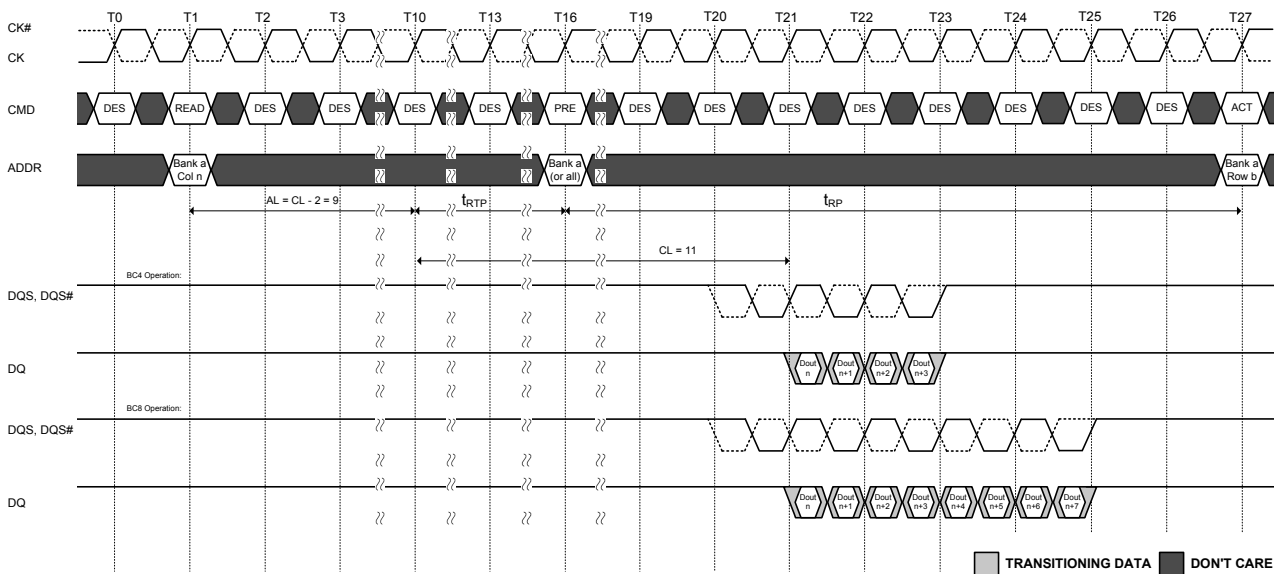 T0 T1 T2 T3 T10 T13 T16 T19 T20 T21 T22 T23 T24 T25 T26 T27
CK#
CK
CMD DES READ DES DES DES DES PRE DES DES DES DES DES DES DES DES ACT
ADDR Bank a Col n Bank a (or all) Bank a Row b
AL = CL - 2 = 9 tRTP tRP
CL = 11
BC4 Operation:
DQS, DQS#
DQ Dout n Dout n+1 Dout n+2 Dout n+3
BC8 Operation:
DQS, DQS#
DQ Dout n Dout n+1 Dout n+2 Dout n+3 Dout n+4 Dout n+5 Dout n+6 Dout n+7
TRANSITIONING DATA DON'T CARE